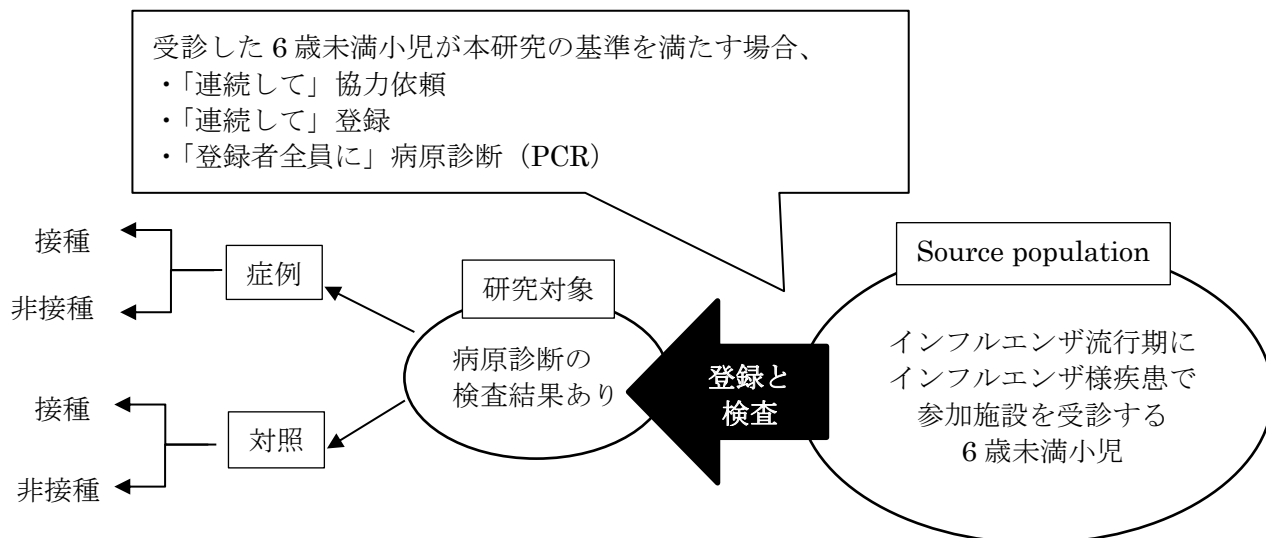 受診した 6 歳未満小児が本研究の基準を満たす場合、
・「連続して」協力依頼
・「連続して」登録
・「登録者全員に」病原診断（PCR）
接種
非接種
症例
接種
非接種
対照
研究対象
病原診断の
検査結果あり
登録と
検査
Source population
インフルエンザ流行期に
インフルエンザ様疾患で
参加施設を受診する
6 歳未満小児